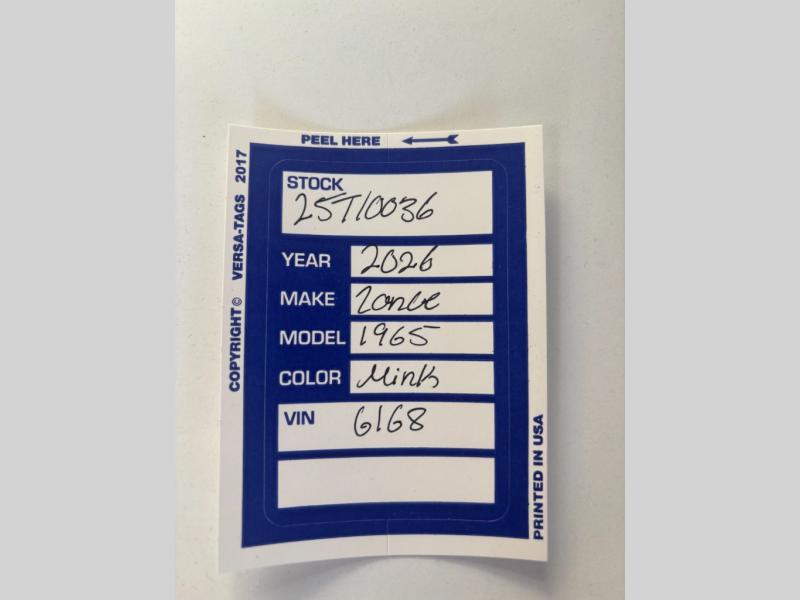 PEEL HERE
COPYRIGHT© VERSA-TAGS 2017
STOCK
25T10036
YEAR 2026
MAKE Lance
MODEL 1965
COLOR Mink
VIN 6168
PRINTED IN USA